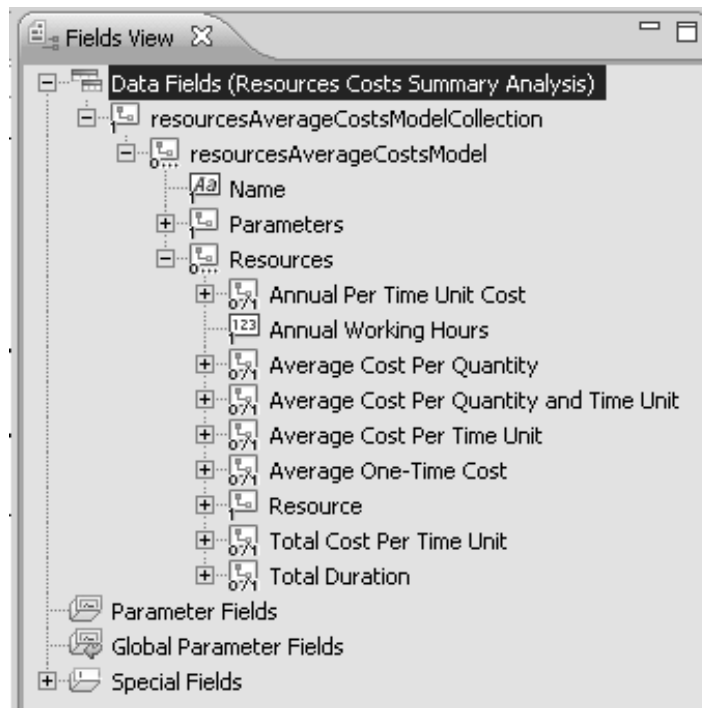 Fields View
Data Fields (Resources Costs Summary Analysis)
resourcesAverageCostsModelCollection
resourcesAverageCostsModel
Name
Parameters
Resources
Annual Per Time Unit Cost
Annual Working Hours
Average Cost Per Quantity
Average Cost Per Quantity and Time Unit
Average Cost Per Time Unit
Average One-Time Cost
Resource
Total Cost Per Time Unit
Total Duration
Parameter Fields
Global Parameter Fields
Special Fields